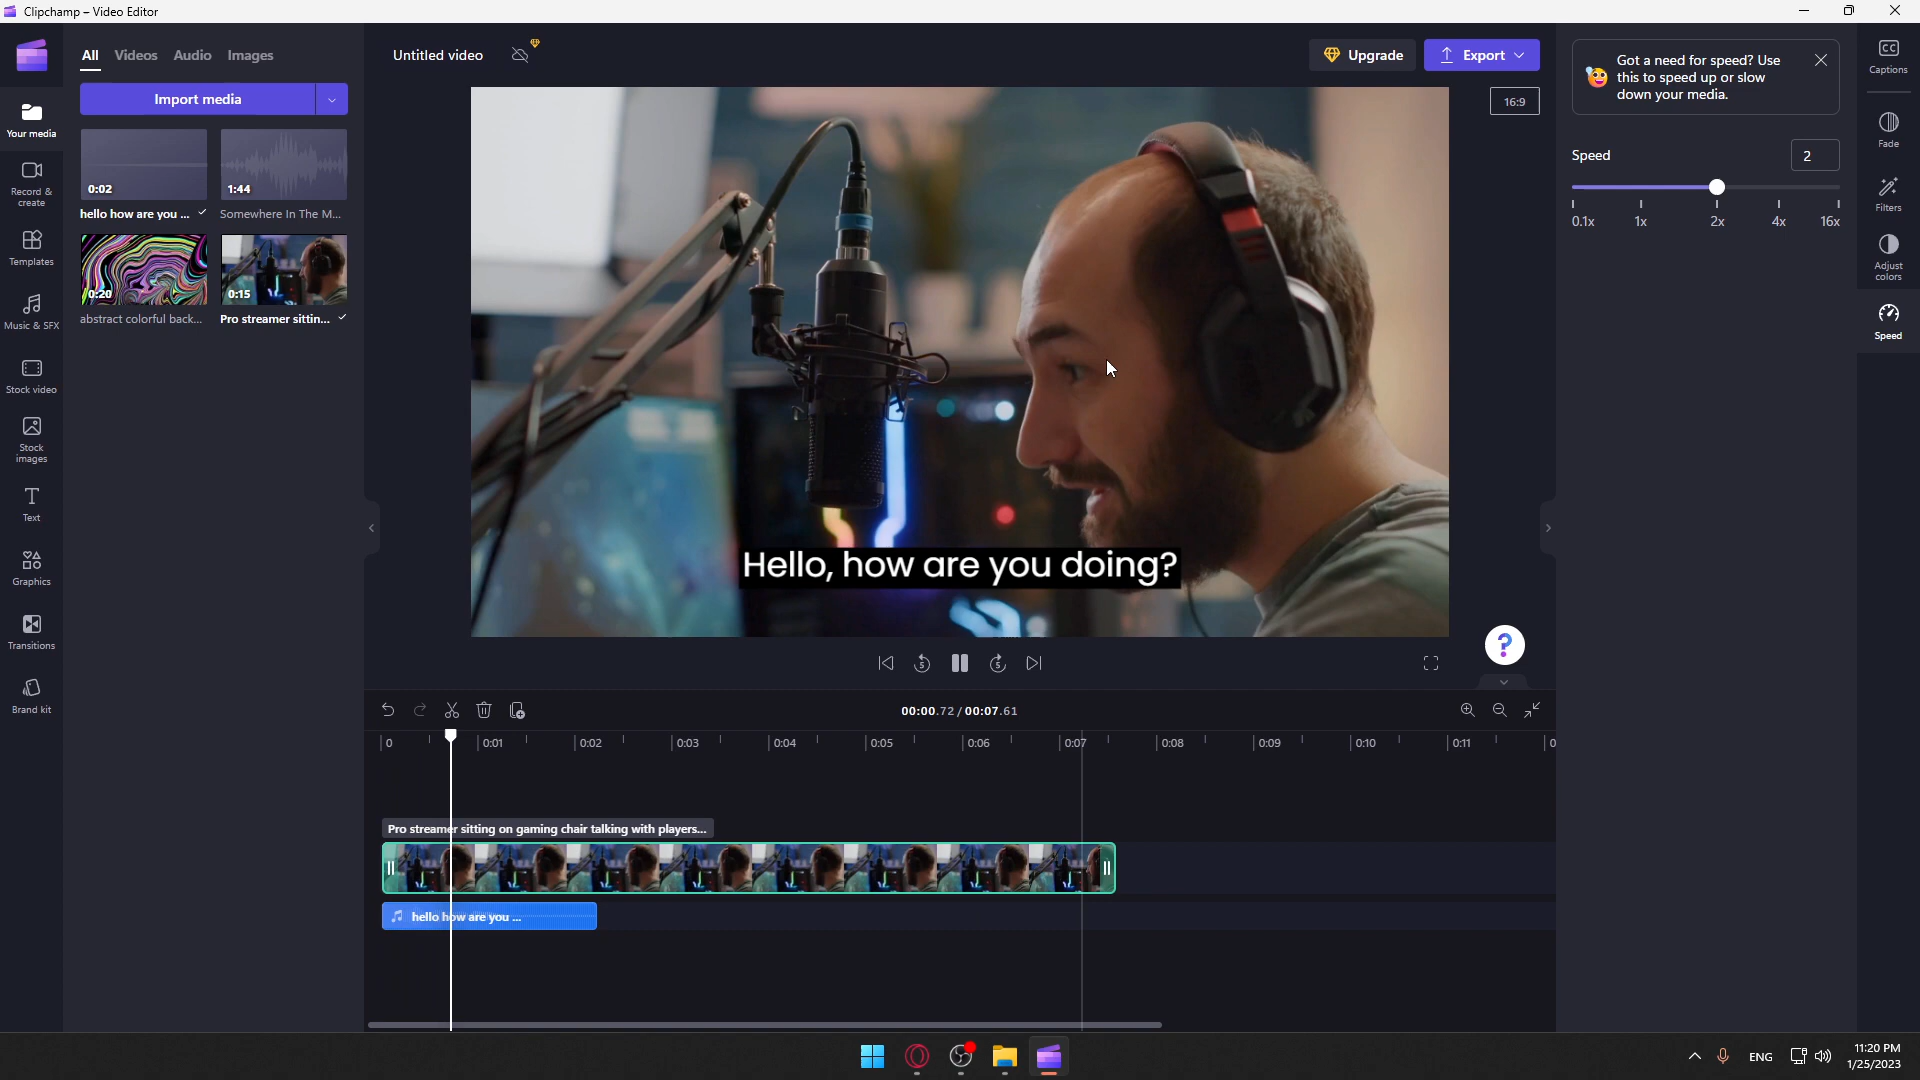 Clipchamp – Video Editor
All Videos Audio Images
Import media
Your media
Record &
create
Templates
Music & SFX
Stock video
Stock
images
Text
Graphics
Transitions
Brand kit
0:02
hello how are you ...
1:44
Somewhere In The M...
0:20
abstract colorful back...
0:15
Pro streamer sittin...
Untitled video
Upgrade
Export
16:9
Hello, how are you doing?
5
5
?
Got a need for speed? Use
this to speed up or slow
down your media.
Speed
2
0.1x 1x 2x 4x 16x
CC
Captions
Fade
Filters
Adjust
colors
Speed
00:00.72 / 00:07.61
0 0:01 0:02 0:03 0:04 0:05 0:06 0:07 0:08 0:09 0:10 0:11 0
Pro streamer sitting on gaming chair talking with players...
hello how are you ...
ENG
11:20 PM
1/25/2023